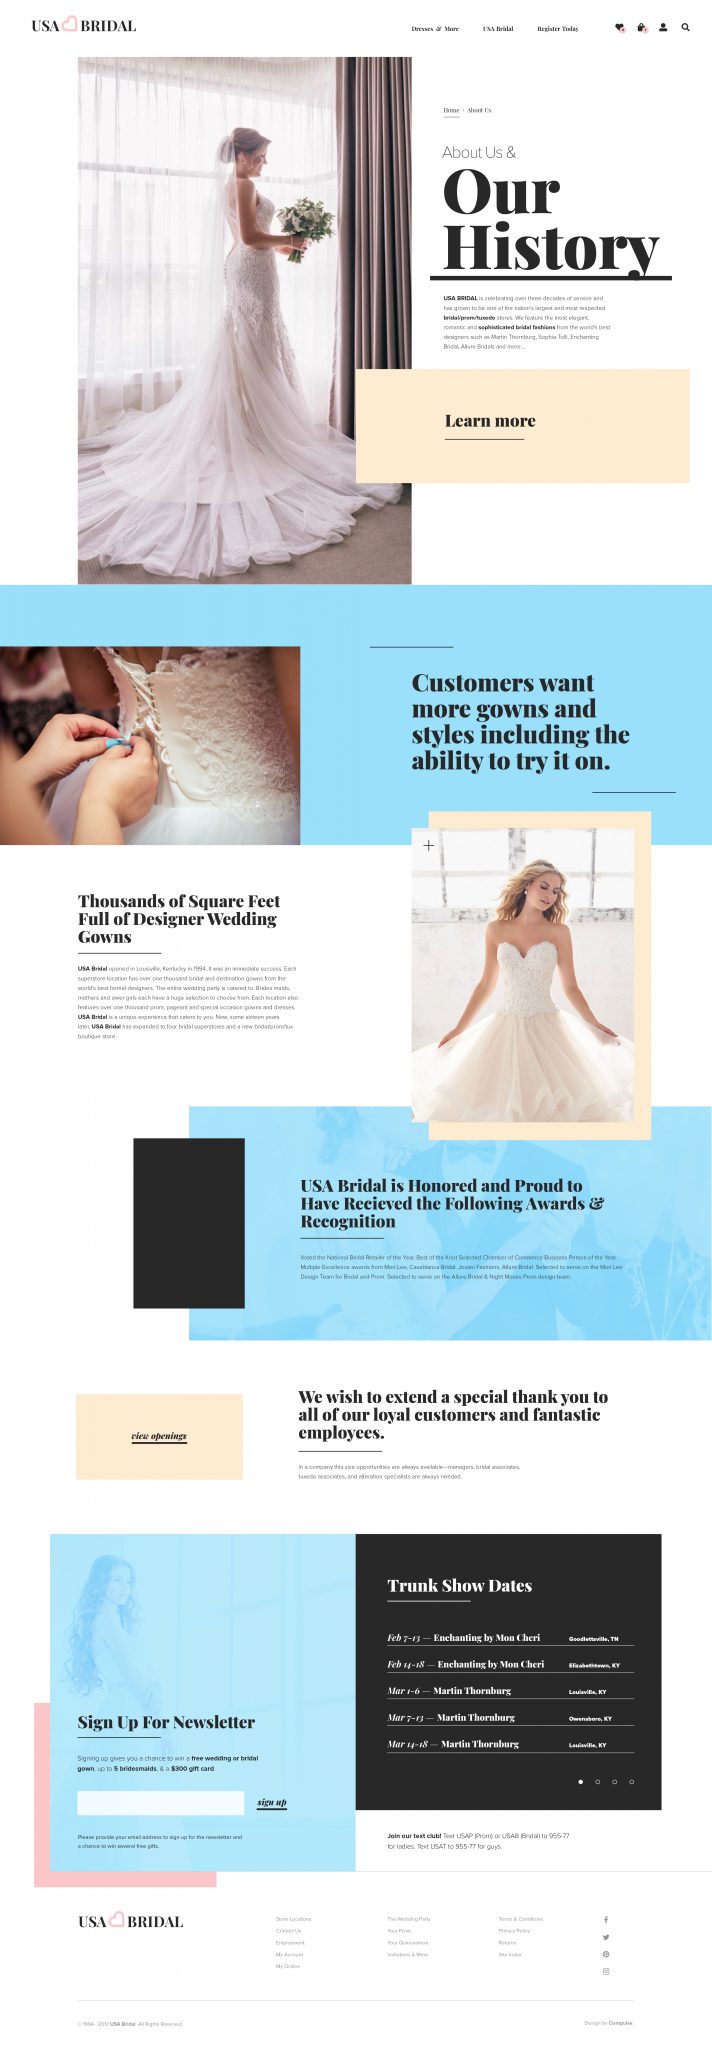 USA BRIDAL
Dresses & More
USA Bridal
Register Today
Home › About Us
About Us &
Our
History
USA BRIDAL is celebrating over three decades of service and
has grown to be one of the nation's largest and most respected
bridal/prom/tuxedo stores. We feature the most elegant,
romantic and sophisticated bridal fashions from the world's best
designers such as Martin Thornburg, Sophia Tolli, Enchanting
Bridal, Allure Bridals and more....
Learn more
Customers want
more gowns and
styles including the
ability to try it on.
Thousands of Square Feet
Full of Designer Wedding
Gowns
USA Bridal opened in Louisville, Kentucky in 1994. It was an immediate success. Each
superstore location has over one thousand bridal and destination gowns from the
world's best formal designers. The entire wedding party is catered to. Brides maids,
mothers and ower girls each have a huge selection to choose from. Each location also
features over one thousand prom, pageant and special occasion gowns and dresses.
USA Bridal is a unique experience that caters to you. Now, some sixteen years
later, USA Bridal has expanded to four bridal superstores and a new bridal/prom/tux
boutique store.
USA Bridal is Honored and Proud to
Have Recieved the Following Awards &
Recognition
Voted the National Bridal Retailer of the Year, Best of the Knot Selected Chamber of Commerce Business Person of the Year,
Multiple Excellence awards from Mori Lee, Casablanca Bridal, Jovani Fashions, Allure Bridal. Selected to serve on the Mori Lee
Design Team for Bridal and Prom. Selected to serve on the Allure Bridal & Night Moves Prom design team.
view openings
We wish to extend a special thank you to
all of our loyal customers and fantastic
employees.
In a company this size opportunities are always available—managers, bridal associates,
tuxedo associates, and alteration specialists are always needed.
Sign Up For Newsletter
Signing up gives you a chance to win a free wedding or bridal
gown, up to 5 bridesmaids, & a $300 gift card.
sign up
Please provide your email address to sign up for the newsletter and
a chance to win several free gifts.
Trunk Show Dates
Feb 7-13 — Enchanting by Mon Cheri Goodlettsville, TN
Feb 14-18 — Enchanting by Mon Cheri Elizabethtown, KY
Mar 1-6 — Martin Thornburg Louisville, KY
Mar 7-13 — Martin Thornburg Owensboro, KY
Mar 14-18 — Martin Thornburg Louisville, KY
Join our text club! Text USAP (Prom) or USAB (Bridal) to 955-77
for ladies. Text USAT to 955-77 for guys.
USA BRIDAL
Store Locations
Contact Us
Employment
My Account
My Orders
The Wedding Party
Your Prom
Your Quinceañera
Invitations & More
Terms & Conditions
Privacy Policy
Returns
Site Index
© 1994 - 2017 USA Bridal. All Rights Reserved.
Design by Compulse.